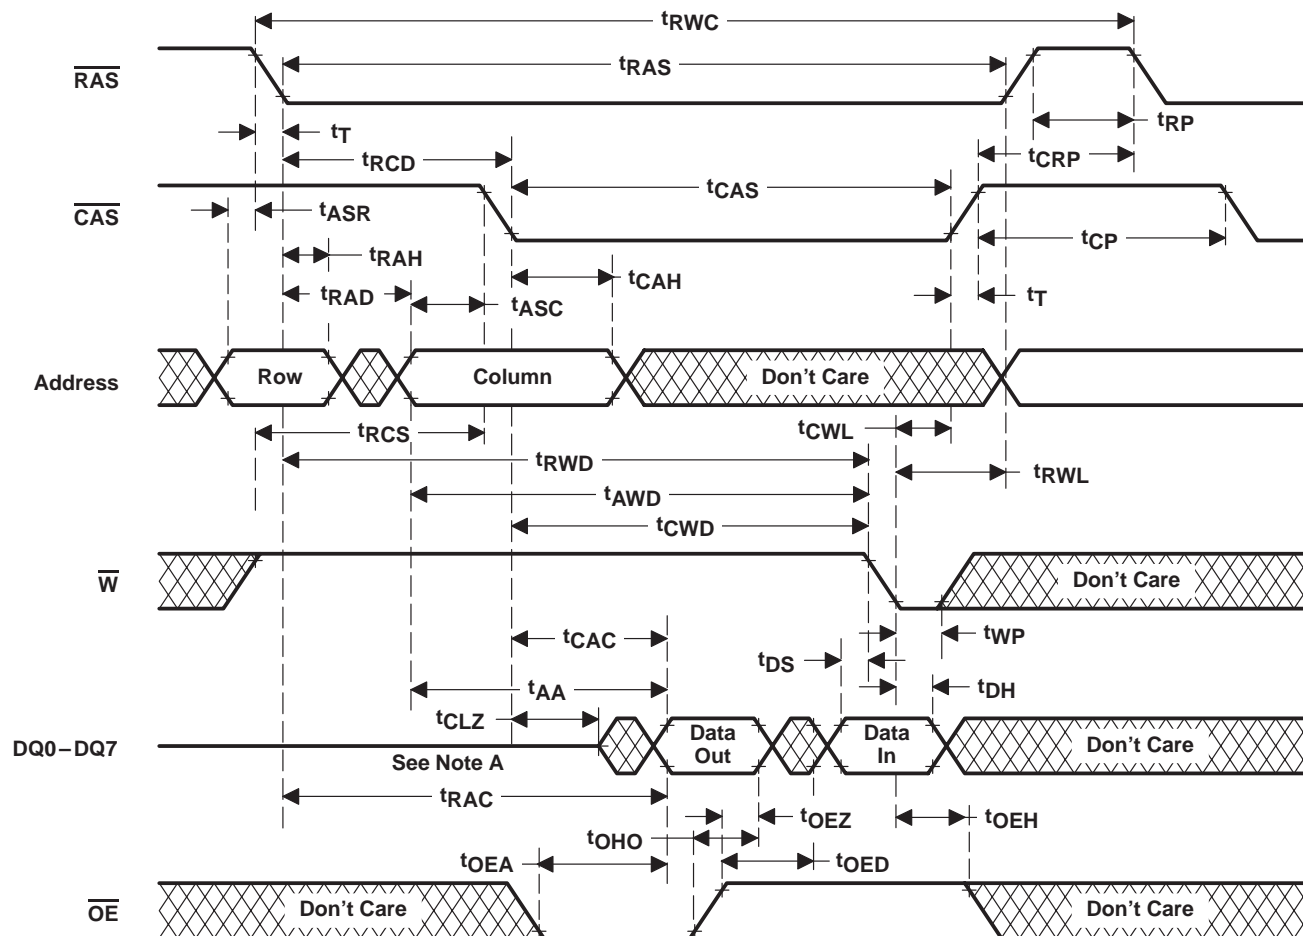 tRWC
RAS
tRAS
tT
tRP
tRCD
tCRP
CAS
tCAS
tASR
tCP
tRAH
tCAH
tRAD
tASC
tT
Address
Row
Column
Don't Care
tRCS
tCWL
tRWD
tRWL
tAWD
tCWD
W
Don't Care
tCAC
tWP
tDS
tAA
tDH
tCLZ
DQ0–DQ7
Data
Out
Data
In
Don't Care
See Note A
tRAC
tOEZ
tOEH
tOHO
tOEA
tOED
OE
Don't Care
Don't Care